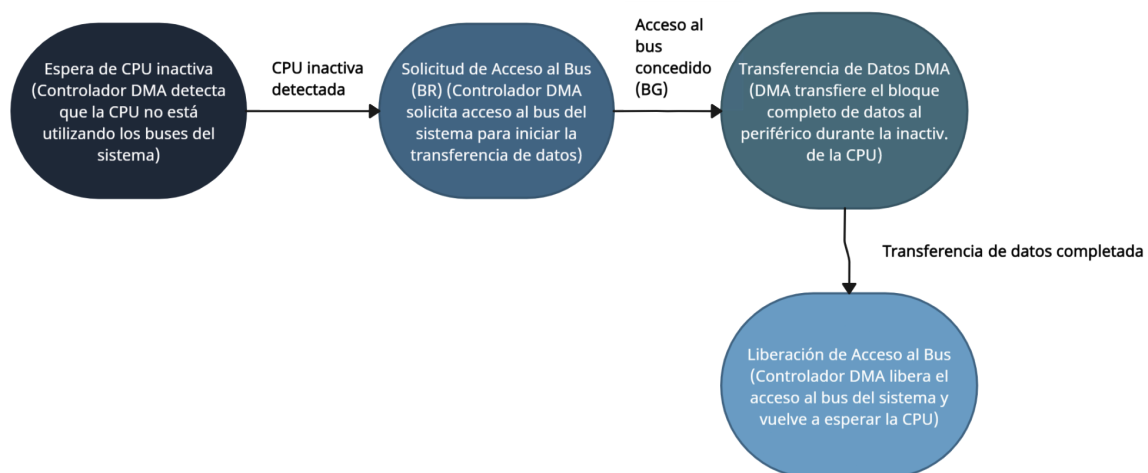 Espera de CPU inactiva
(Controlador DMA detecta
que la CPU no está
utilizando los buses del
sistema)
CPU inactiva
detectada
Solicitud de Acceso al Bus
(BR) (Controlador DMA
solicita acceso al bus del
sistema para iniciar la
transferencia de datos)
Acceso al
bus
concedido
(BG)
Transferencia de Datos DMA
(DMA transfiere el bloque
completo de datos al
periférico durante la inactiv.
de la CPU)
Transferencia de datos completada
Liberación de Acceso al Bus
(Controlador DMA libera el
acceso al bus del sistema y
vuelve a esperar la CPU)